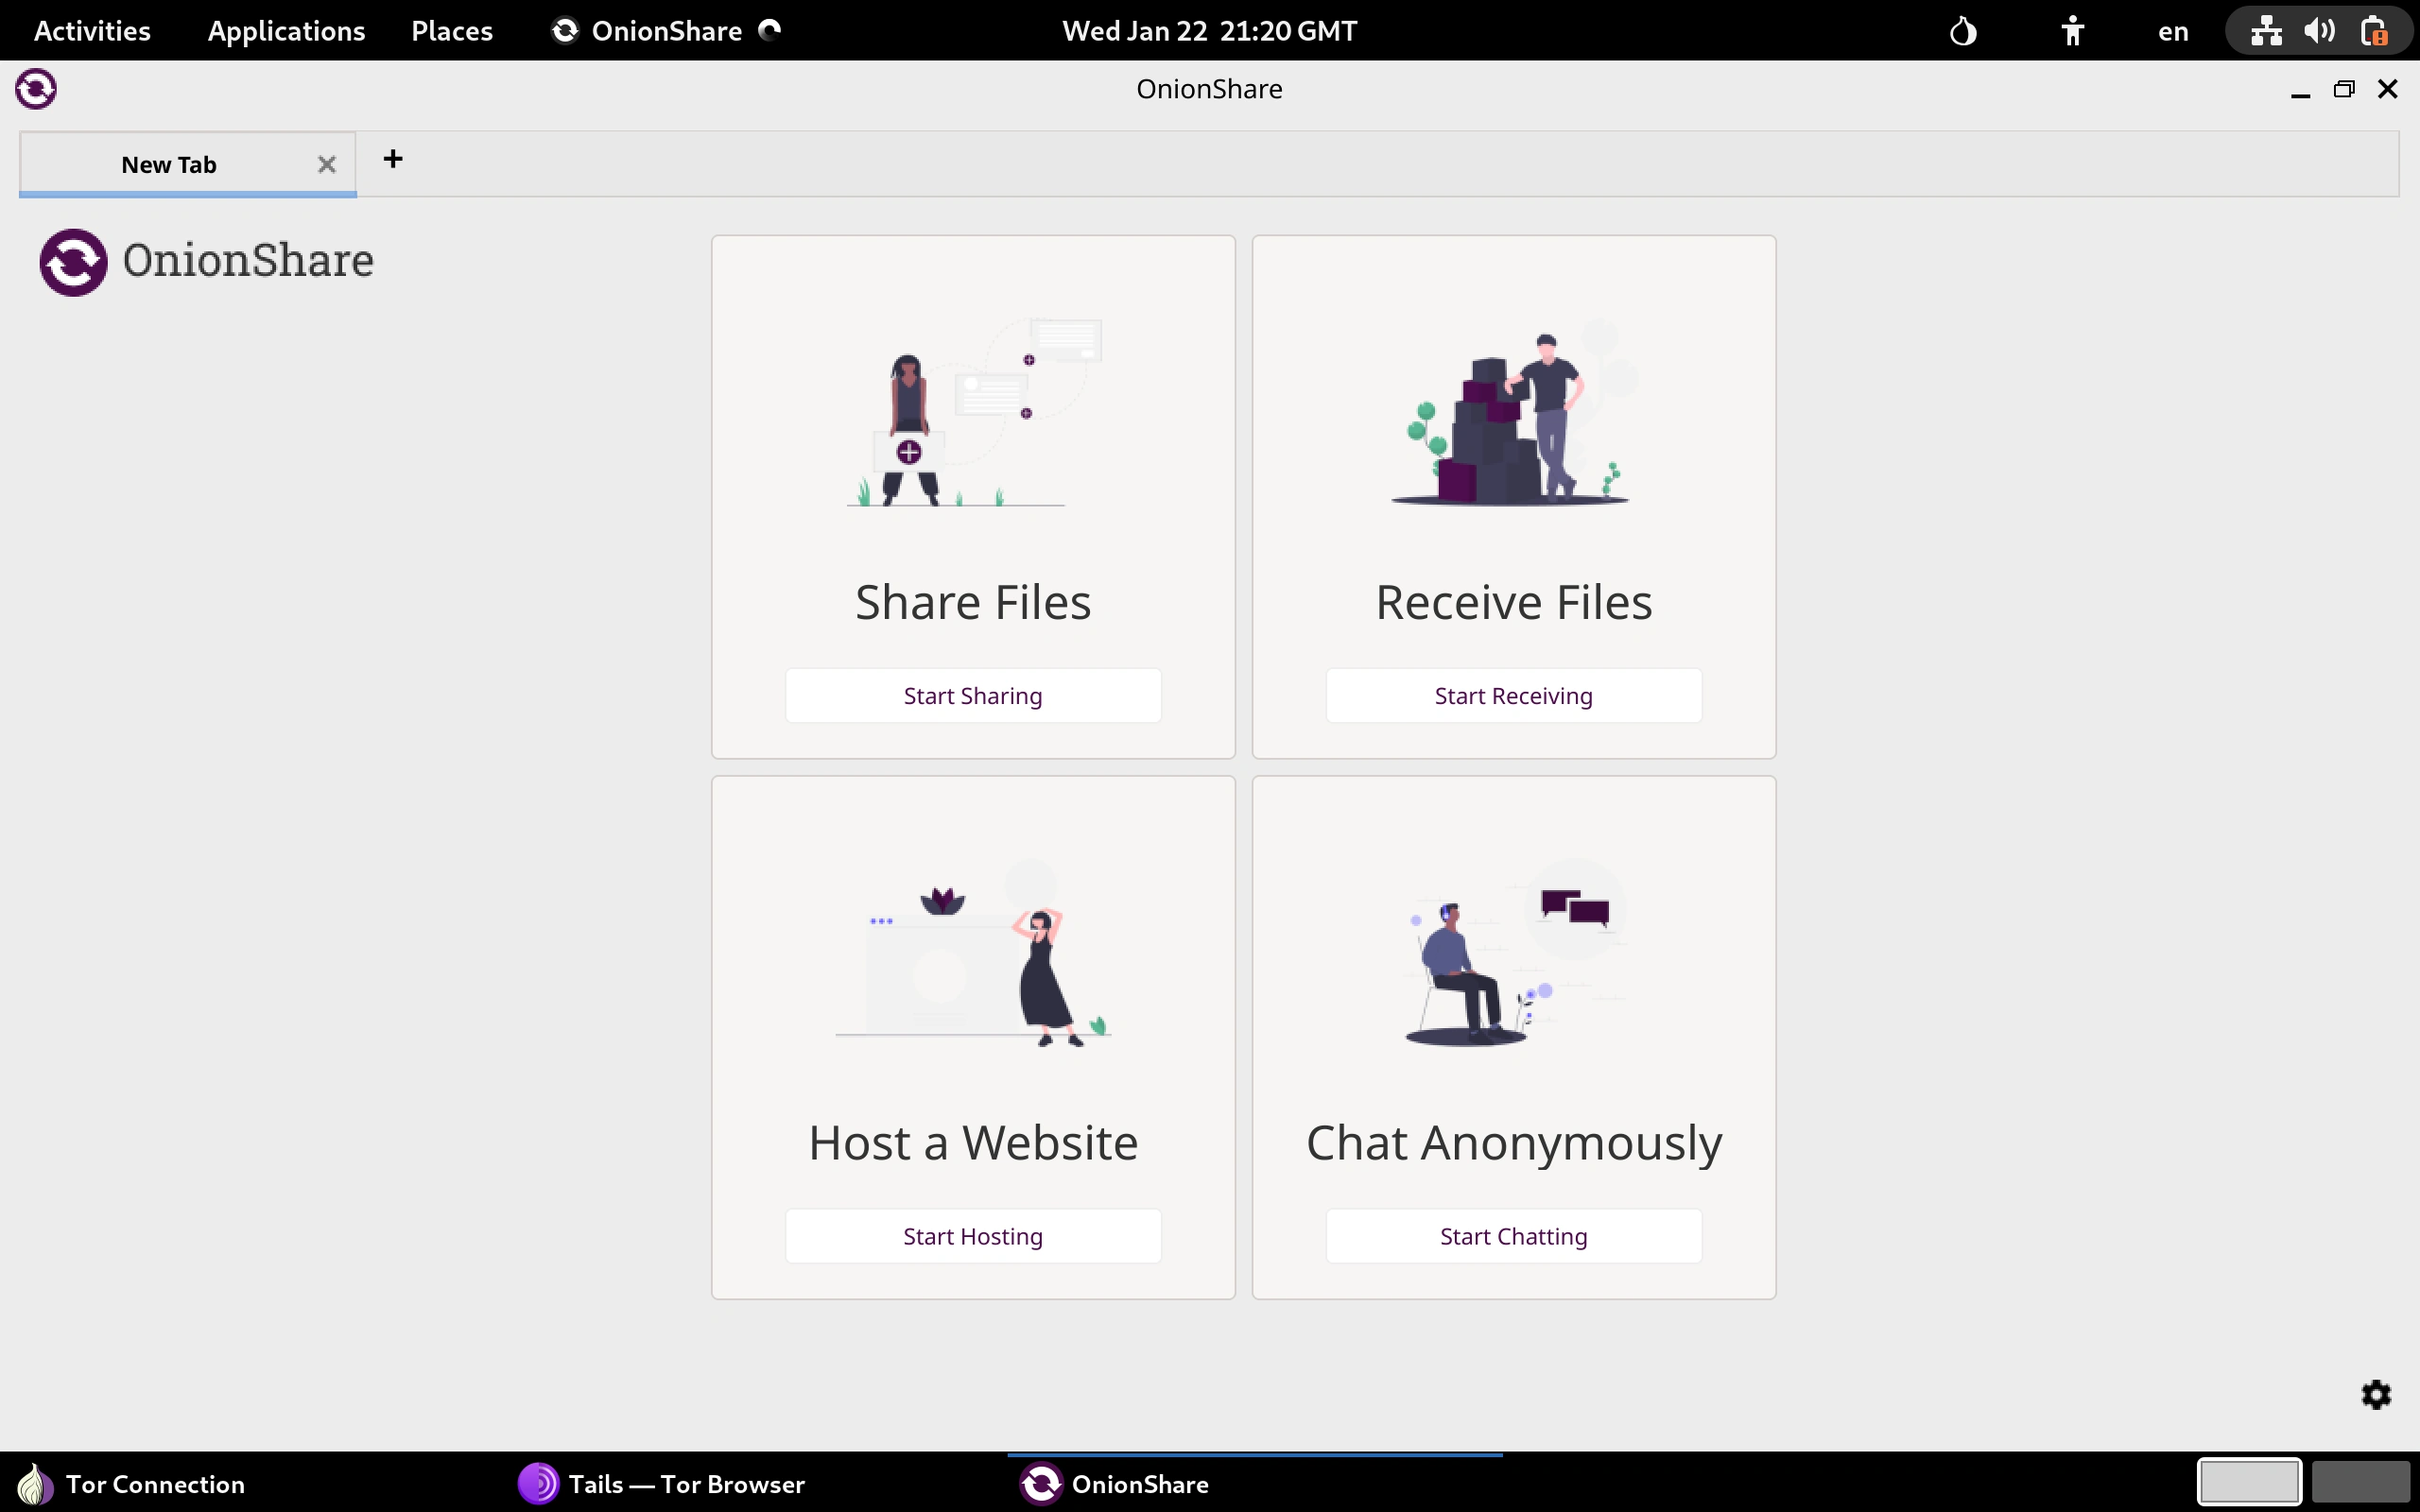 Activities Applications Places OnionShare Wed Jan 22 21:20 GMT en
OnionShare
New Tab
OnionShare
Share Files Receive Files
Start Sharing Start Receiving
Host a Website Chat Anonymously
Start Hosting Start Chatting
Tor Connection Tails — Tor Browser OnionShare